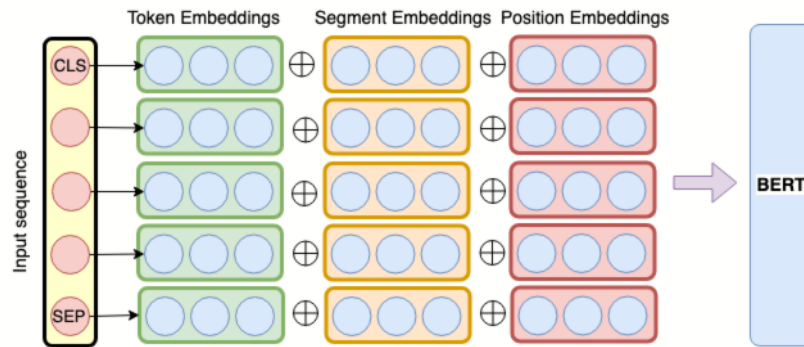 Token Embeddings
Segment Embeddings
Position Embeddings
Input sequence
CLS
SEP
BERT